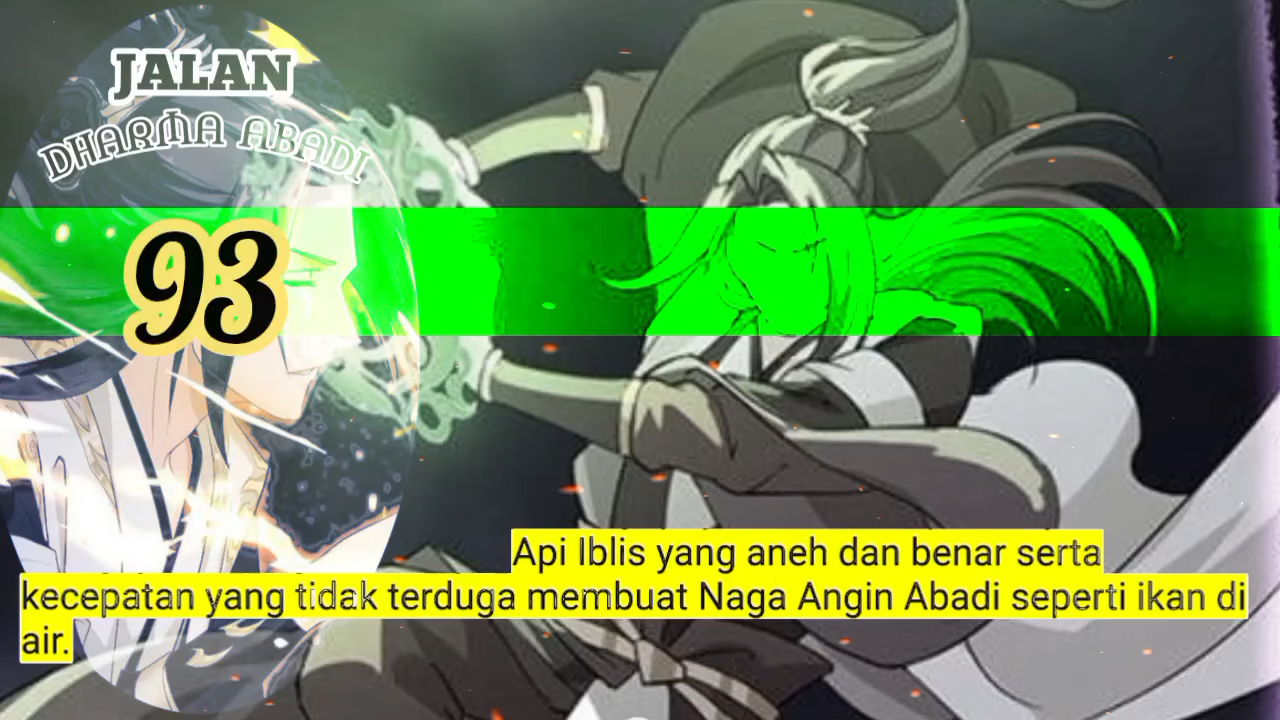 JALAN
DHARMA ABADI
93
Api Iblis yang aneh dan benar serta
kecepatan yang tidak terduga membuat Naga Angin Abadi seperti ikan di
air.